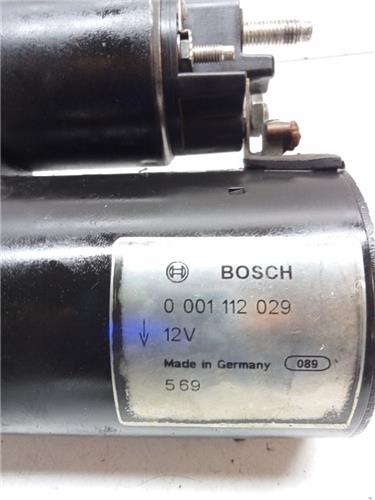 BOSCH
0 001 112 029
12V
Made in Germany 089
569